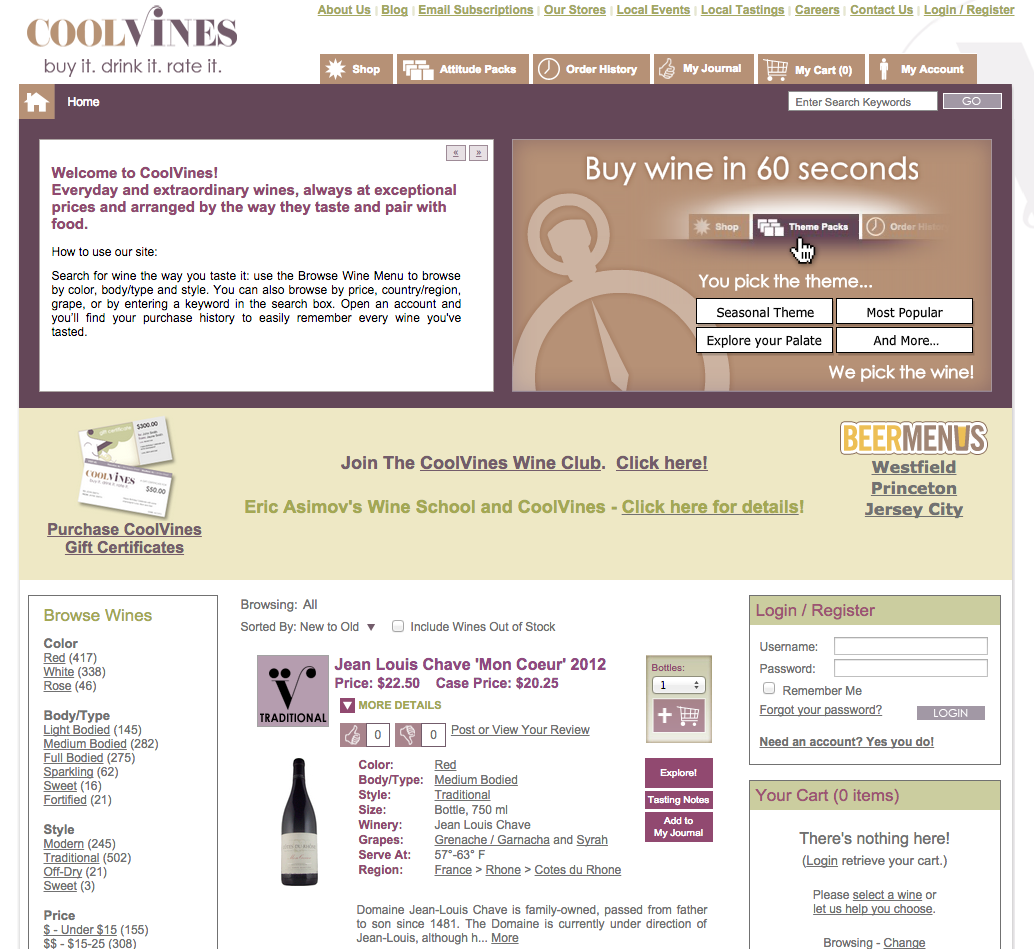 About Us | Blog | Email Subscriptions | Our Stores | Local Events | Local Tastings | Careers | Contact Us | Login / Register
COOLVINES
buy it. drink it. rate it.
Shop
Attitude Packs
Order History
My Journal
My Cart (0)
My Account
Home
Enter Search Keywords
GO
« »
Welcome to CoolVines!
Everyday and extraordinary wines, always at exceptional
prices and arranged by the way they taste and pair with
food.
How to use our site:
Search for wine the way you taste it: use the Browse Wine Menu to browse
by color, body/type and style. You can also browse by price, country/region,
grape, or by entering a keyword in the search box. Open an account and
you'll find your purchase history to easily remember every wine you've
tasted.
Buy wine in 60 seconds
Shop
Theme Packs
Order
You pick the theme...
Seasonal Theme
Most Popular
Explore your Palate
And More...
We pick the wine!
gift certificate
$300.00
COOLVINES
$50.00
Purchase CoolVines
Gift Certificates
Join The CoolVines Wine Club. Click here!
Eric Asimov's Wine School and CoolVines - Click here for details!
BEERMENUS
Westfield
Princeton
Jersey City
Browse Wines
Color
Red (417)
White (338)
Rose (46)
Body/Type
Light Bodied (145)
Medium Bodied (282)
Full Bodied (275)
Sparkling (62)
Sweet (16)
Fortified (21)
Style
Modern (245)
Traditional (502)
Off-Dry (21)
Sweet (3)
Price
$ - Under $15 (155)
$$ - $15-25 (308)
Browsing: All
Sorted By: New to Old ▼
Include Wines Out of Stock
TRADITIONAL
Jean Louis Chave 'Mon Coeur' 2012
Price: $22.50 Case Price: $20.25
MORE DETAILS
0
0
Post or View Your Review
Bottles:
1
Color: Red
Body/Type: Medium Bodied
Style: Traditional
Size: Bottle, 750 ml
Winery: Jean Louis Chave
Grapes: Grenache / Garnacha and Syrah
Serve At: 57°-63° F
Region: France > Rhone > Cotes du Rhone
Explore!
Tasting Notes
Add to
My Journal
Domaine Jean-Louis Chave is family-owned, passed from father
to son since 1481. The Domaine is currently under direction of
Jean-Louis, although h... More
Login / Register
Username:
Password:
Remember Me
Forgot your password?
LOGIN
Need an account? Yes you do!
Your Cart (0 items)
There's nothing here!
(Login retrieve your cart.)
Please select a wine or
let us help you choose.
Browsing - Change